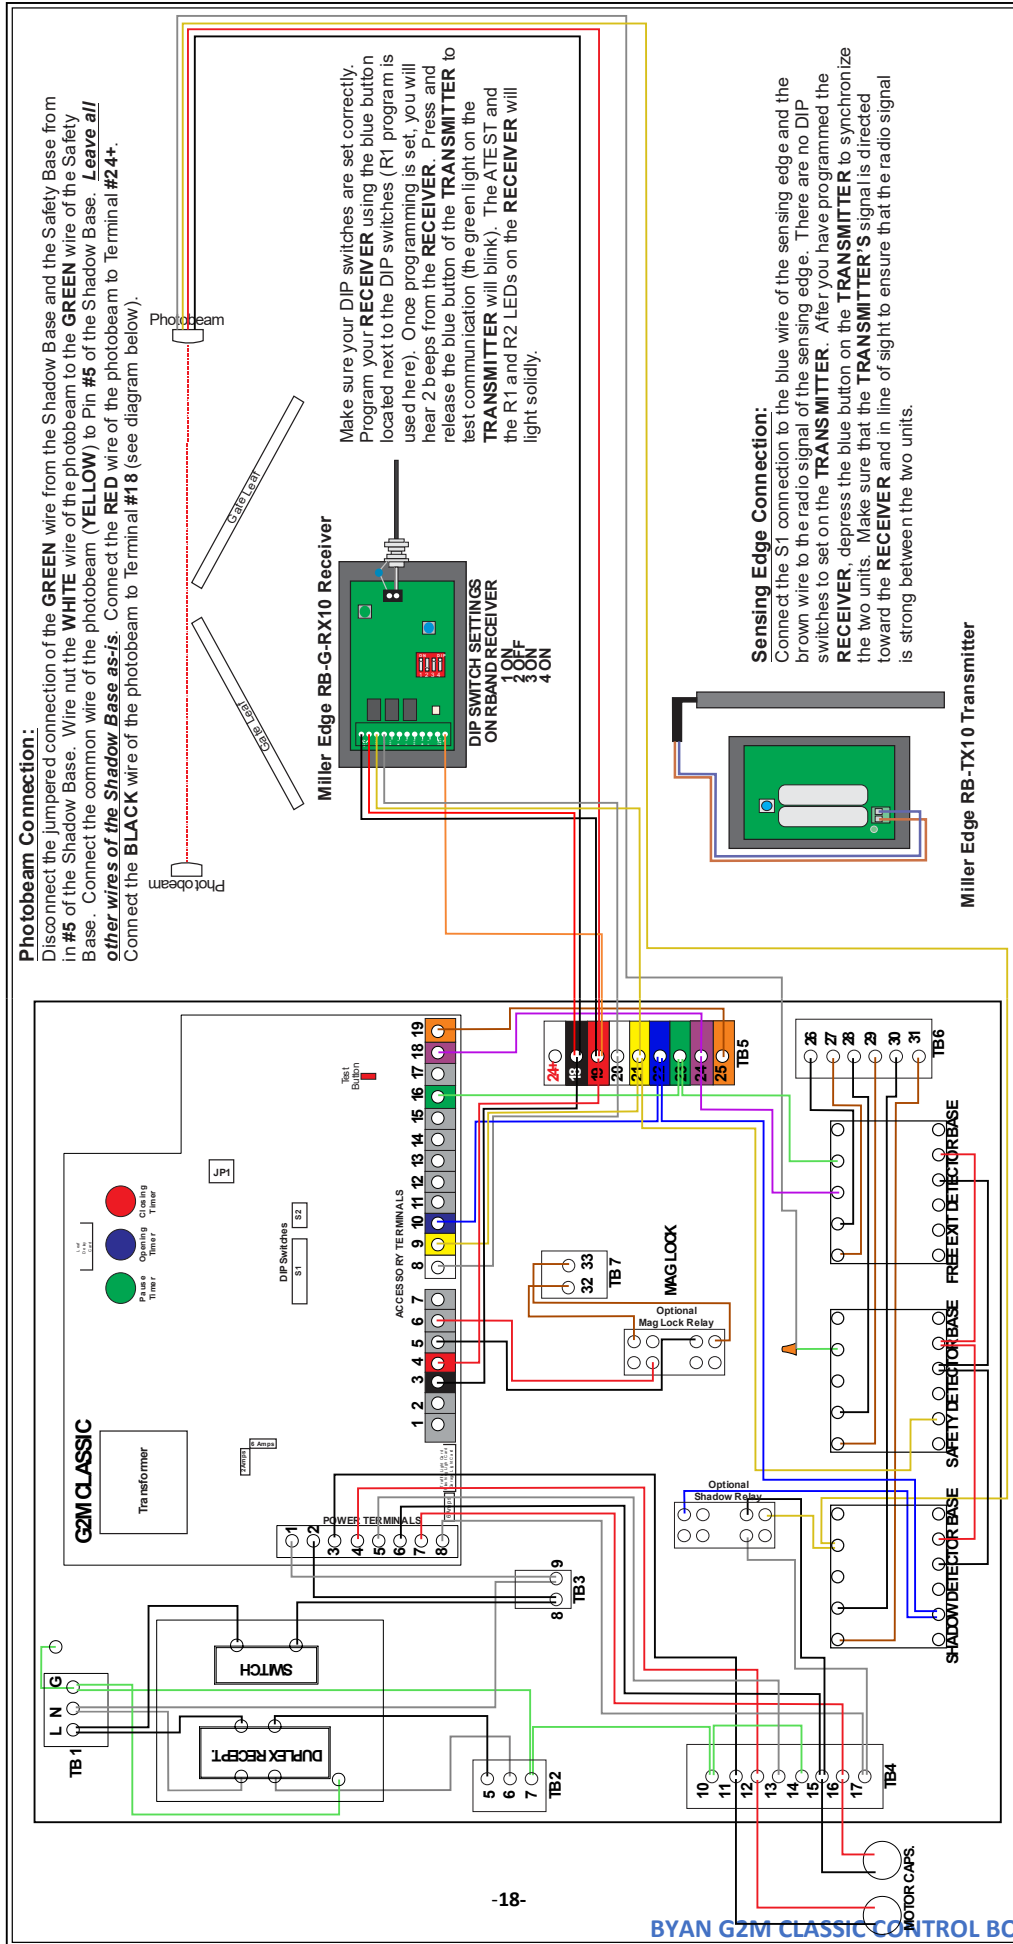 Photobeam Connection:
Disconnect the jumpered connection of the GREEN wire from the Shadow Base and the Safety Base from
in #5 of the Shadow Base. Wire nut the WHITE wire of the photobeam to the GREEN wire of the Safety
Base. Connect the common wire of the photobeam (YELLOW) to Pin #5 of the Shadow Base. Leave all
other wires of the Shadow Base as-is. Connect the RED wire of the photobeam to Terminal #24+.
Connect the BLACK wire of the photobeam to Terminal #18 (see diagram below).
Photobeam
Photobeam
Gate Leaf
Gate Leaf
Miller Edge RB-G-RX10 Receiver
ON DIP
1 2 3 4
DIP SWITCH SETTINGS
ON RBAND RECEIVER
1 ON
2 OFF
3 ON
4 ON
Make sure your DIP switches are set correctly.
Program your RECEIVER using the blue button
located next to the DIP switches (R1 program is
used here). Once programming is set, you will
hear 2 beeps from the RECEIVER. Press and
release the blue button of the TRANSMITTER to
test communication (the green light on the
TRANSMITTER will blink). The ATEST and
the R1 and R2 LEDs on the RECEIVER will
light solidly.
Sensing Edge Connection:
Connect the S1 connection to the blue wire of the sensing edge and the
brown wire to the radio signal of the sensing edge. There are no DIP
switches to set on the TRANSMITTER. After you have programmed the
RECEIVER, depress the blue button on the TRANSMITTER to synchronize
the two units. Make sure that the TRANSMITTER'S signal is directed
toward the RECEIVER and in line of sight to ensure that the radio signal
is strong between the two units.
Miller Edge RB-TX10 Transmitter
G2M CLASSIC
Transformer
Pause Timer
Opening Timer
Closing Timer
JP1
DIP Switches
S1
S2
Test Button
2Amps
6 Amps
ACCESSORY TERMINALS
1 2 3 4 5 6 7 8 9 10 11 12 13 14 15 16 17 18 19
POWER TERMINALS
1 2 3 4 5 6 7 8
TB1
L N G
SWITCH
DUPLEX RECEPT.
TB2
5 6 7
TB3
8 9
TB4
10 11 12 13 14 15 16 17
MOTOR CAPS.
TB5
24+ 18 19 20 21 22 23 24 25
TB6
26 27 28 29 30 31
TB7
32 33
MAG LOCK
Optional
Mag Lock Relay
Optional
Shadow Relay
SHADOW DETECTOR BASE
SAFETY DETECTOR BASE
FREE EXIT DETECTOR BASE
-18-
BYAN G2M CLASSIC CONTROL BO